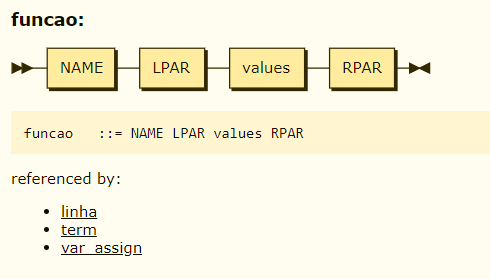 funcao:
NAME LPAR values RPAR
funcao ::= NAME LPAR values RPAR
referenced by:
linha
term
var_assign